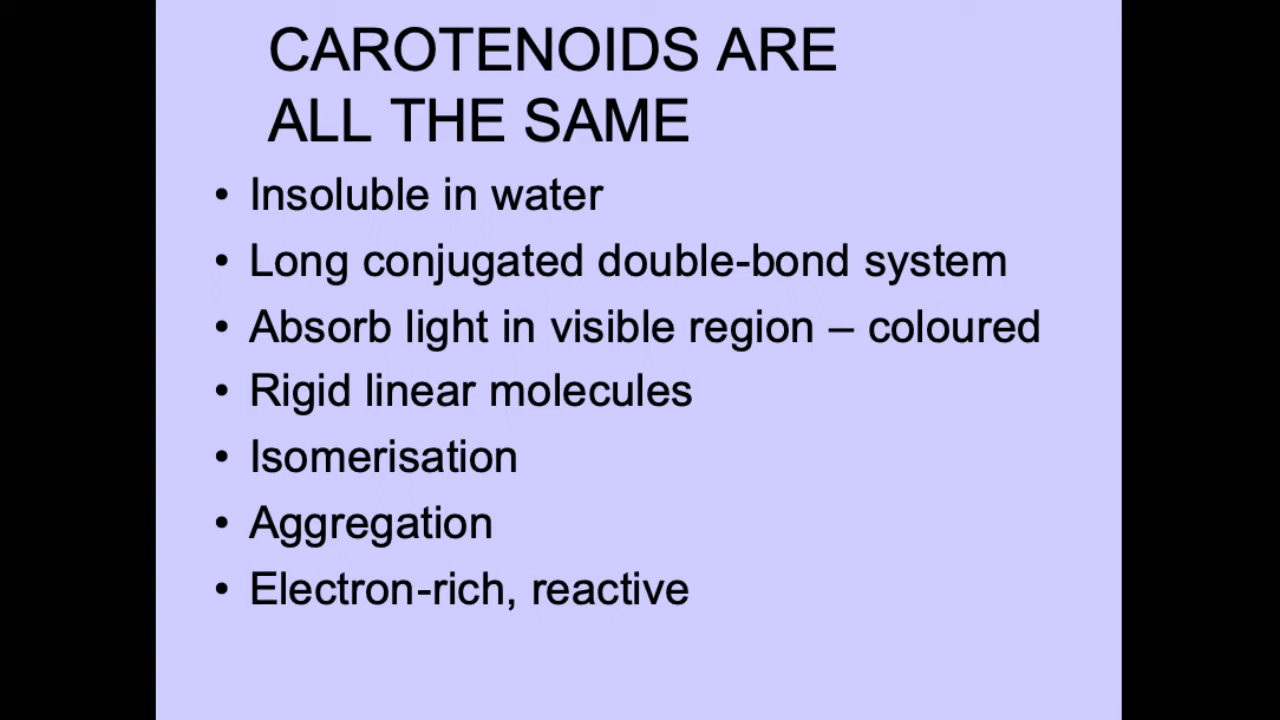 CAROTENOIDS ARE
ALL THE SAME
• Insoluble in water
• Long conjugated double-bond system
• Absorb light in visible region – coloured
• Rigid linear molecules
• Isomerisation
• Aggregation
• Electron-rich, reactive